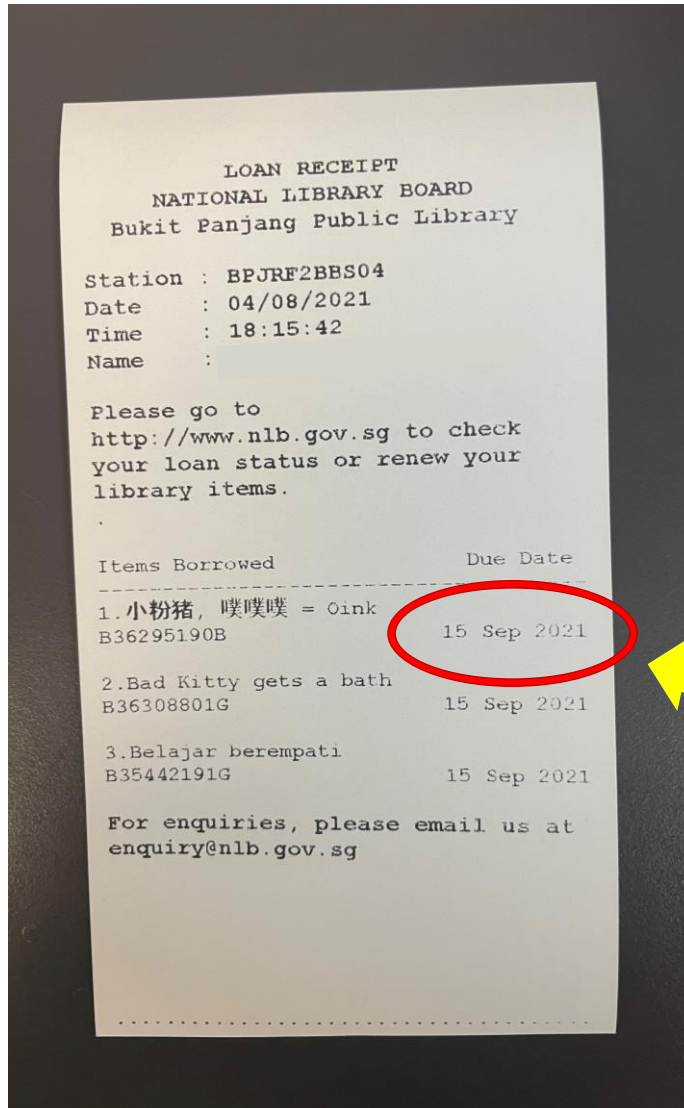 LOAN RECEIPT
NATIONAL LIBRARY BOARD
Bukit Panjang Public Library
Station : BPJRF2BBS04
Date : 04/08/2021
Time : 18:15:42
Name :
Please go to
http://www.nlb.gov.sg to check
your loan status or renew your
library items.
.
Items Borrowed Due Date
1.小粉猪, 噗噗噗 = Oink
B36295190B 15 Sep 2021
2.Bad Kitty gets a bath
B36308801G 15 Sep 2021
3.Belajar berempati
B35442191G 15 Sep 2021
For enquiries, please email us at
enquiry@nlb.gov.sg